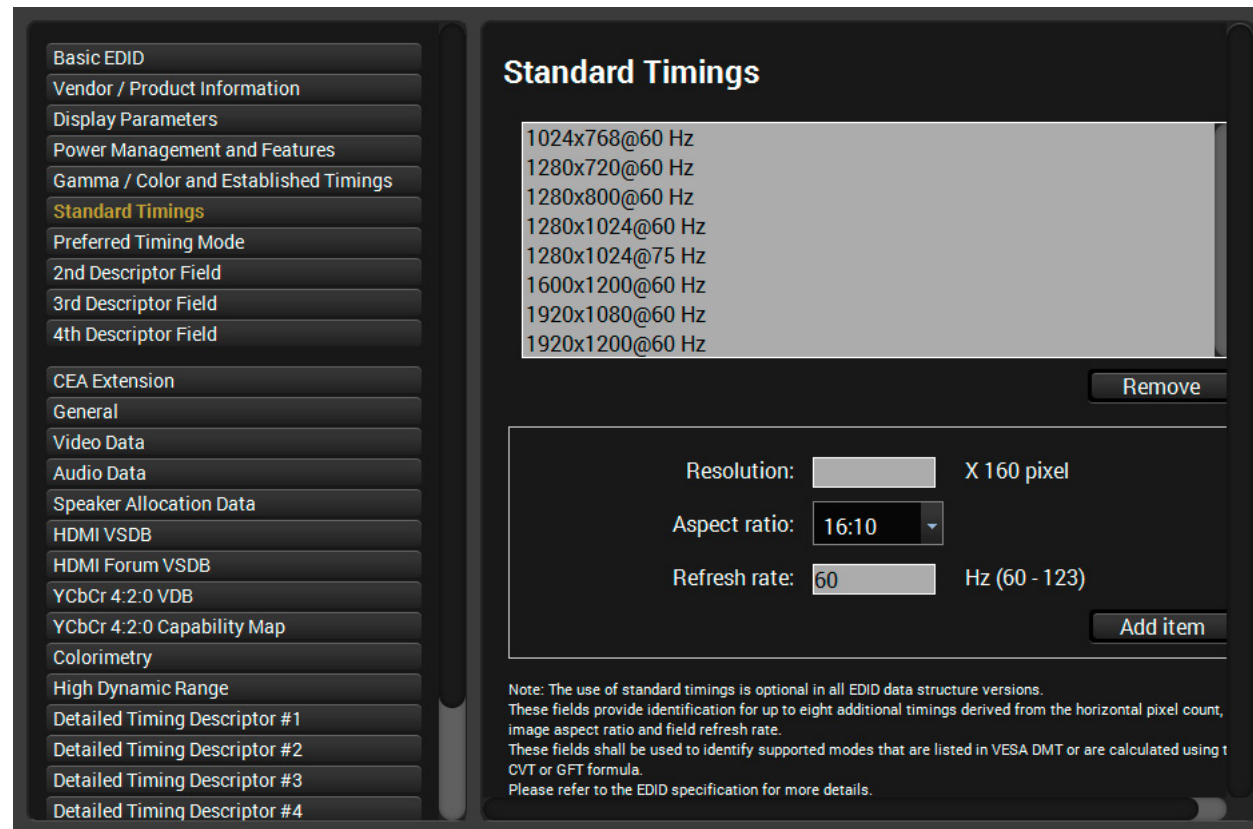 Basic EDID
Vendor / Product Information
Display Parameters
Power Management and Features
Gamma / Color and Established Timings
Standard Timings
Preferred Timing Mode
2nd Descriptor Field
3rd Descriptor Field
4th Descriptor Field
CEA Extension
General
Video Data
Audio Data
Speaker Allocation Data
HDMI VSDB
HDMI Forum VSDB
YCbCr 4:2:0 VDB
YCbCr 4:2:0 Capability Map
Colorimetry
High Dynamic Range
Detailed Timing Descriptor #1
Detailed Timing Descriptor #2
Detailed Timing Descriptor #3
Detailed Timing Descriptor #4
Standard Timings
1024x768@60 Hz
1280x720@60 Hz
1280x800@60 Hz
1280x1024@60 Hz
1280x1024@75 Hz
1600x1200@60 Hz
1920x1080@60 Hz
1920x1200@60 Hz
Remove
Resolution: X 160 pixel
Aspect ratio: 16:10
Refresh rate: 60 Hz (60 - 123)
Add item
Note: The use of standard timings is optional in all EDID data structure versions.
These fields provide identification for up to eight additional timings derived from the horizontal pixel count,
image aspect ratio and field refresh rate.
These fields shall be used to identify supported modes that are listed in VESA DMT or are calculated using
CVT or GFT formula.
Please refer to the EDID specification for more details.